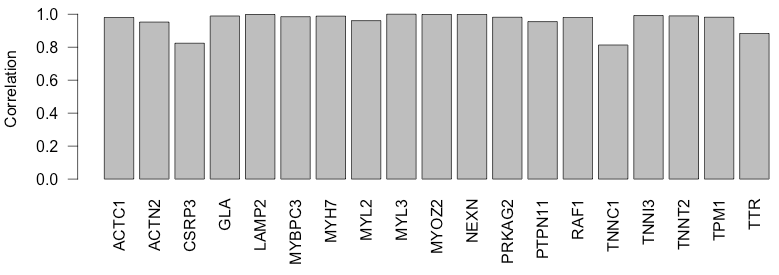 Correlation
1.0
0.8
0.6
0.4
0.2
0.0
ACTC1
ACTN2
CSRP3
GLA
LAMP2
MYBPC3
MYH7
MYL2
MYL3
MYOZ2
NEXN
PRKAG2
PTPN11
RAF1
TNNC1
TNNI3
TNNT2
TPM1
TTR